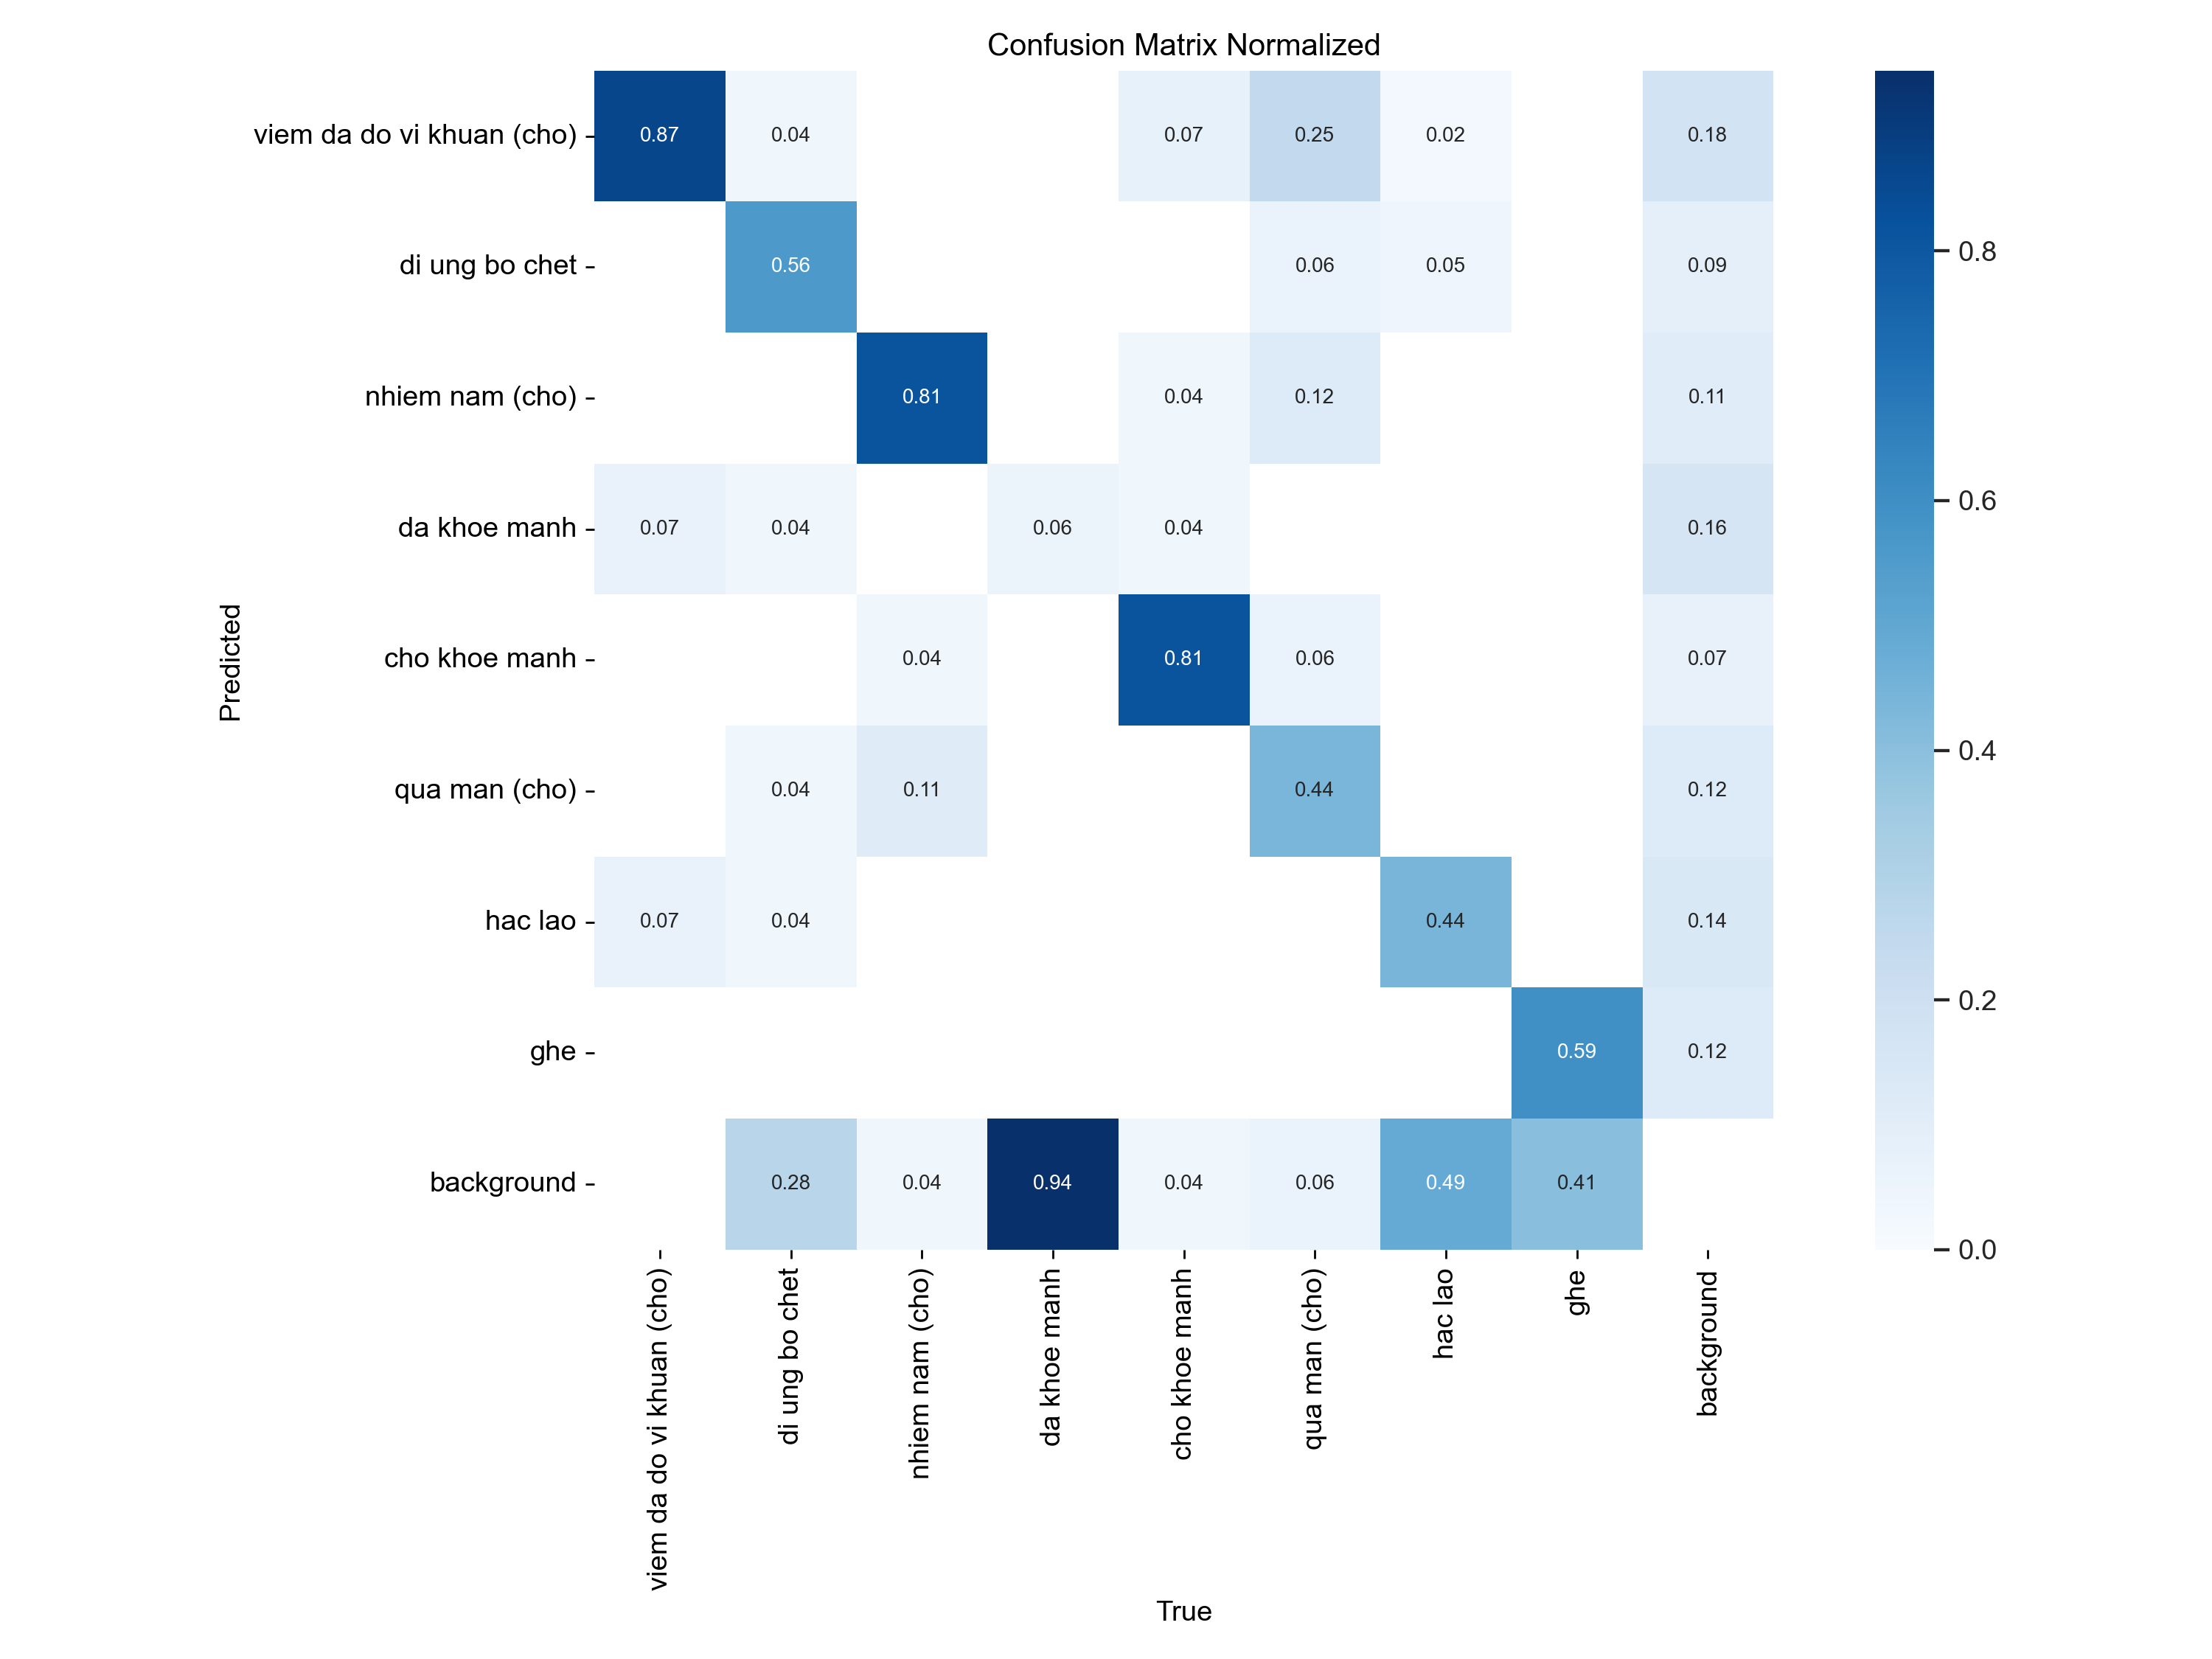 Confusion Matrix Normalized
viem da do vi khuan (cho) 0.87 0.04 0.07 0.25 0.02 0.18
di ung bo chet 0.56 0.06 0.05 0.09
nhiem nam (cho) 0.81 0.04 0.12 0.11
da khoe manh 0.07 0.04 0.06 0.04 0.16
cho khoe manh 0.04 0.81 0.06 0.07
qua man (cho) 0.04 0.11 0.44 0.12
hac lao 0.07 0.04 0.44 0.14
ghe 0.59 0.12
background 0.28 0.04 0.94 0.04 0.06 0.49 0.41
Predicted
viem da do vi khuan (cho)
di ung bo chet
nhiem nam (cho)
da khoe manh
cho khoe manh
qua man (cho)
hac lao
ghe
background
True
0.8
0.6
0.4
0.2
0.0